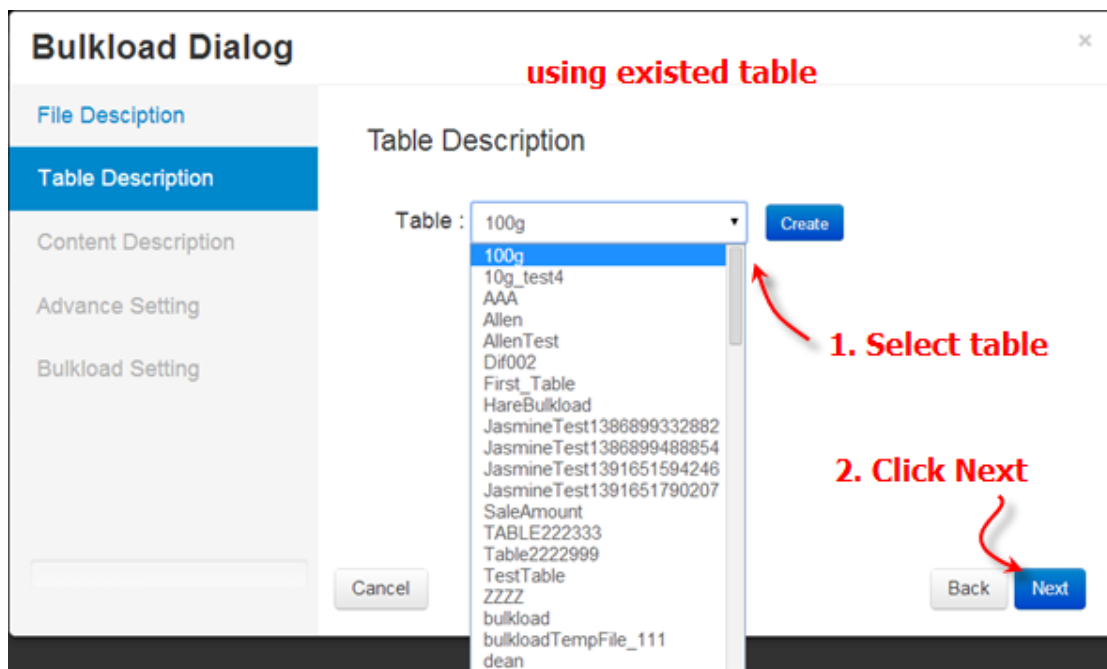 Bulkload Dialog
×
using existed table
File Desciption
Table Description
Content Description
Advance Setting
Bulkload Setting
Table Description
Table : 100g
Create
100g
10g_test4
AAA
Allen
AllenTest
Dif002
First_Table
HareBulkload
JasmineTest1386899332882
JasmineTest1386899488854
JasmineTest1391651594246
JasmineTest1391651790207
SaleAmount
TABLE222333
Table2222999
TestTable
ZZZZ
bulkload
bulkloadTempFile_111
dean
1. Select table
2. Click Next
Cancel
Back
Next